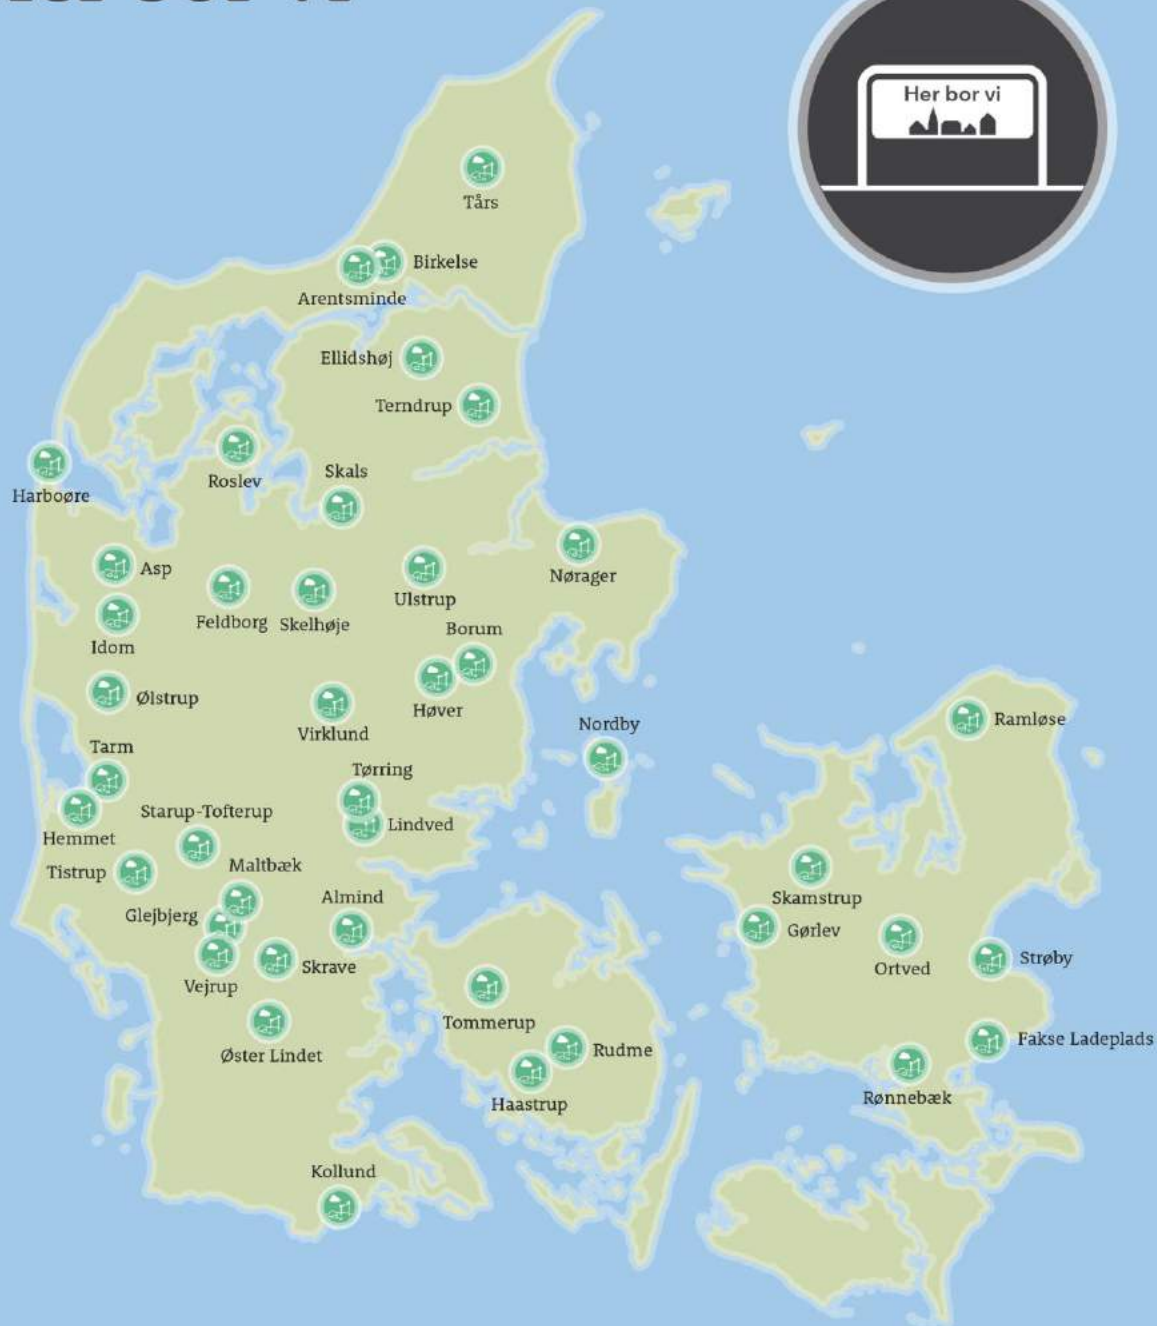 Her bor vi
Tårs
Birkelse
Arentsminde
Ellidshøj
Terndrup
Roslev
Skals
Harboøre
Asp
Nørager
Ulstrup
Feldborg
Skelhøje
Borum
Idom
Ølstrup
Høver
Virklund
Nordby
Ramløse
Tarm
Tørring
Starup-Tofterup
Lindved
Hemmet
Maltbæk
Tistrup
Almind
Skamstrup
Glejbjerg
Gørlev
Strøby
Skrave
Ortved
Vejrup
Tommerup
Fakse Ladeplads
Rudme
Øster Lindet
Rønnebæk
Haastrup
Kollund